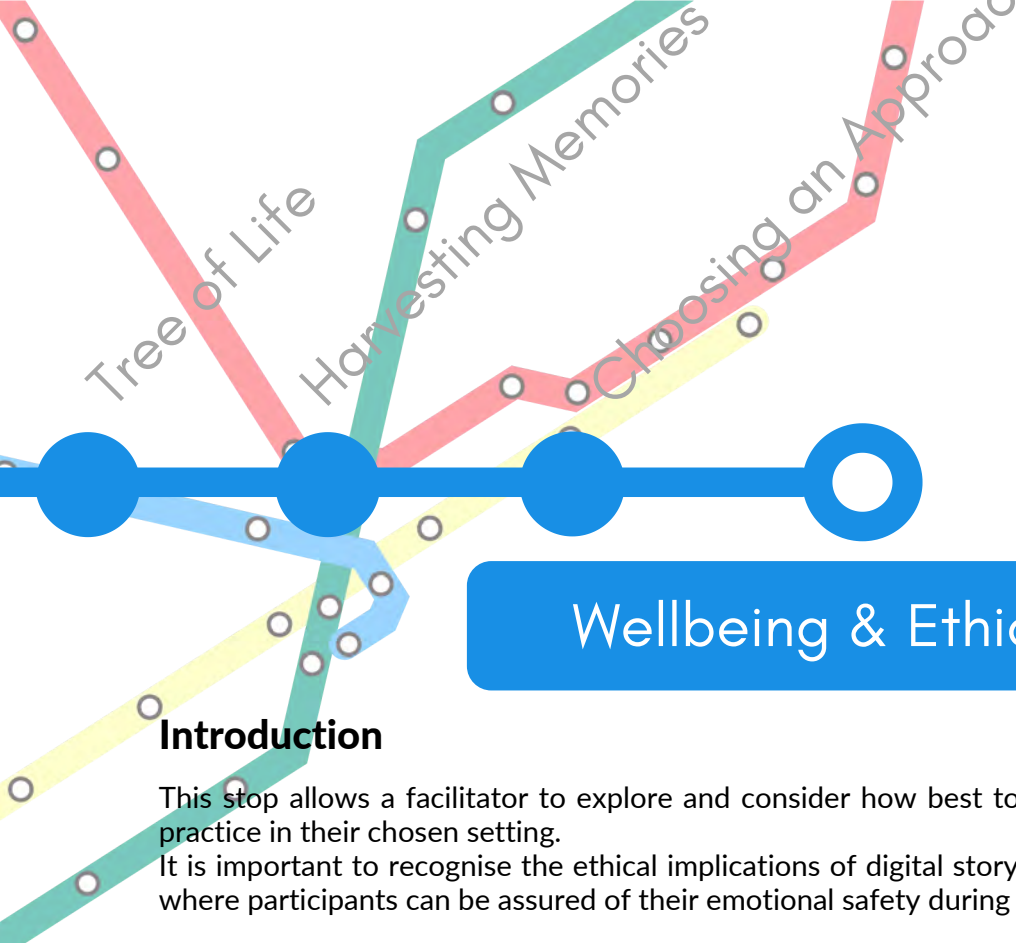 Tree of Life
Harvesting Memories
Choosing an
Wellbeing &
Introduction
This stop allows a facilitator to explore and consider how best to
practice in their chosen setting.
It is important to recognise the ethical implications of digital story
where participants can be assured of their emotional safety during